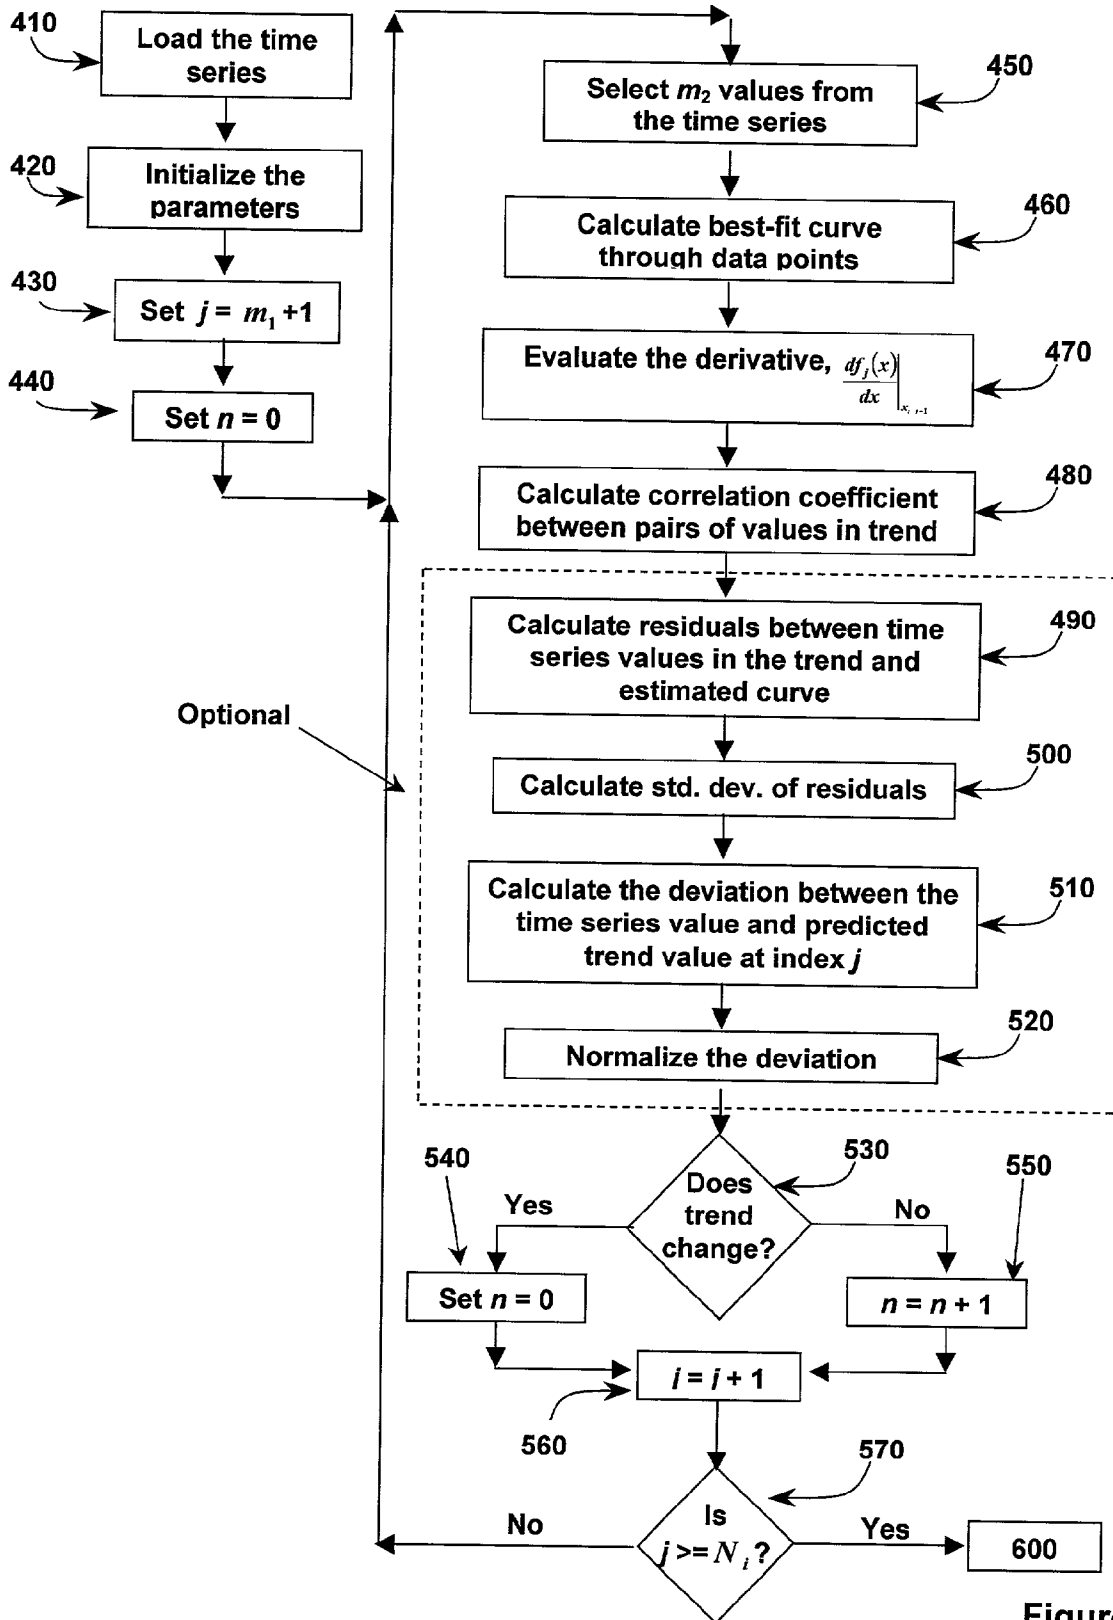 410
Load the time
series
420
Initialize the
parameters
430
Set j = m₁ +1
440
Set n = 0
450
Select m₂ values from
the time series
460
Calculate best-fit curve
through data points
470
Evaluate the derivative, df_j(x)/dx |
480
Calculate correlation coefficient
between pairs of values in trend
490
Calculate residuals between time
series values in the trend and
estimated curve
Optional
500
Calculate std. dev. of residuals
510
Calculate the deviation between the
time series value and predicted
trend value at index j
520
Normalize the deviation
530
Does
trend
change?
Yes
No
540
Set n = 0
550
n = n + 1
560
j = j + 1
570
Is
j >= N_i ?
No
Yes
600
Figure